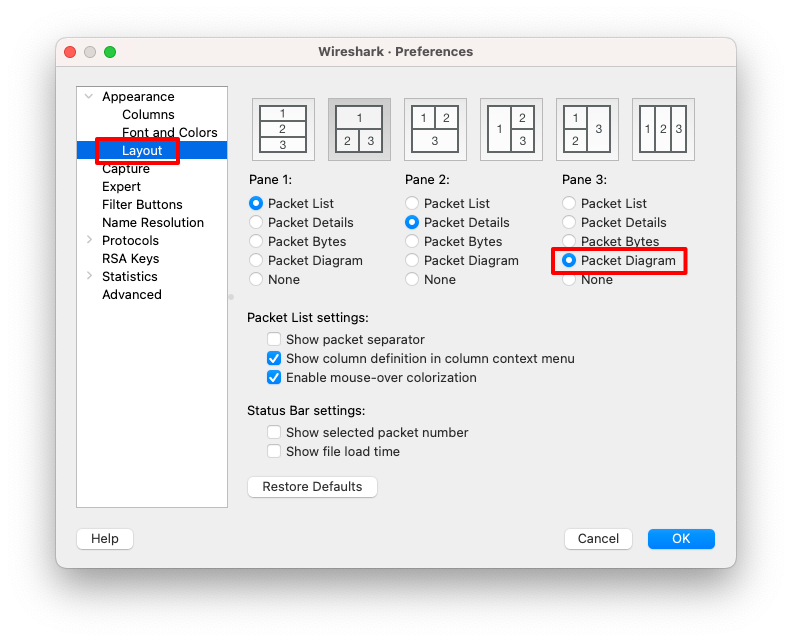 Wireshark · Preferences
Appearance
Columns
Font and Colors
Layout
Capture
Expert
Filter Buttons
Name Resolution
Protocols
RSA Keys
Statistics
Advanced
1
2
3
1
2 3
1 2
3
1
2
3
1
2
3
1 2 3
Pane 1:
Packet List
Packet Details
Packet Bytes
Packet Diagram
None
Pane 2:
Packet List
Packet Details
Packet Bytes
Packet Diagram
None
Pane 3:
Packet List
Packet Details
Packet Bytes
Packet Diagram
None
Packet List settings:
Show packet separator
Show column definition in column context menu
Enable mouse-over colorization
Status Bar settings:
Show selected packet number
Show file load time
Restore Defaults
Help
Cancel
OK